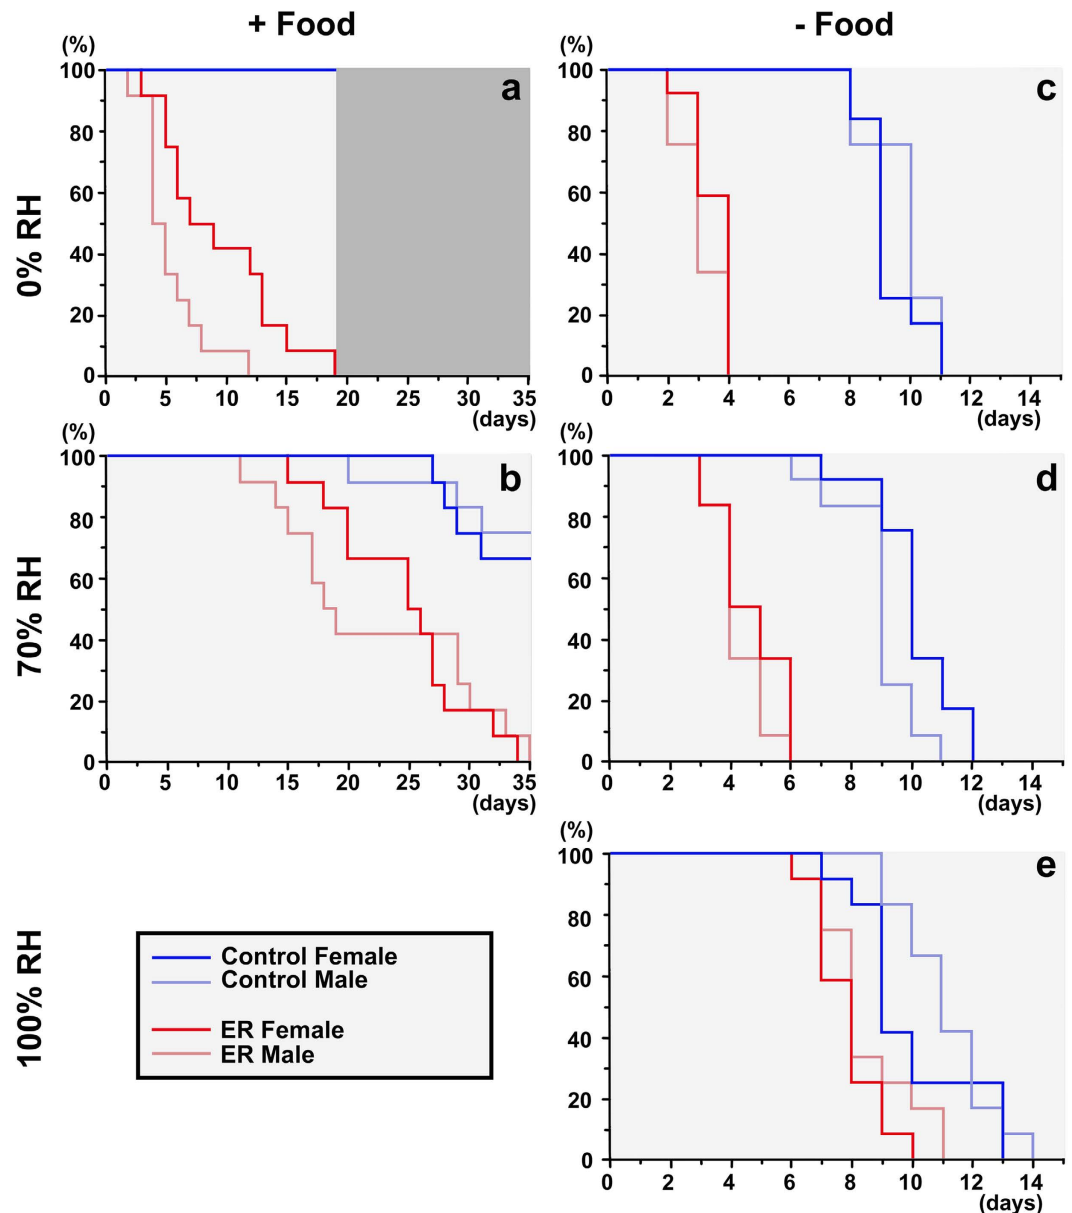 + Food
- Food
0% RH
(%)
a
100
80
60
40
20
0
0 5 10 15 20 25 30 35
(days)
(%)
c
100
80
60
40
20
0
0 2 4 6 8 10 12 14
(days)
70% RH
(%)
b
100
80
60
40
20
0
0 5 10 15 20 25 30 35
(days)
(%)
d
100
80
60
40
20
0
0 2 4 6 8 10 12 14
(days)
100% RH
Control Female
Control Male
ER Female
ER Male
(%)
e
100
80
60
40
20
0
0 2 4 6 8 10 12 14
(days)